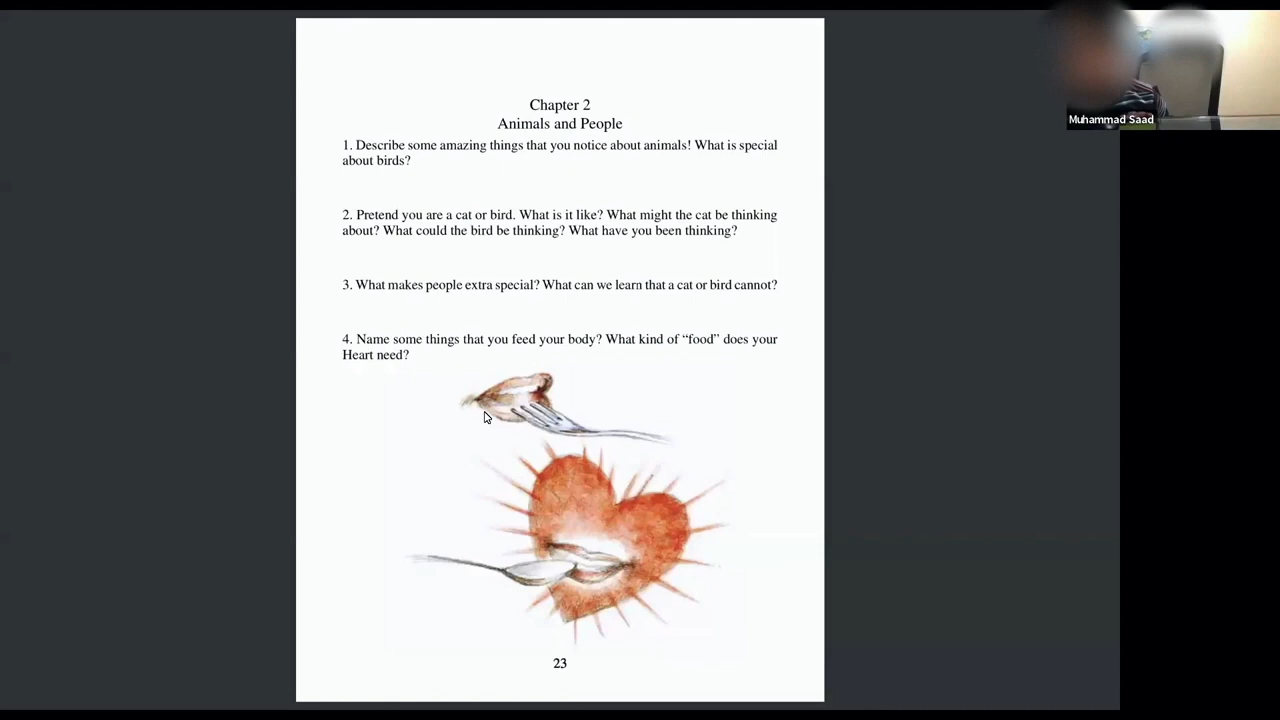 Chapter 2
Animals and People
1. Describe some amazing things that you notice about animals! What is special
about birds?
2. Pretend you are a cat or bird. What is it like? What might the cat be thinking
about? What could the bird be thinking? What have you been thinking?
3. What makes people extra special? What can we learn that a cat or bird cannot?
4. Name some things that you feed your body? What kind of “food” does your
Heart need?
23
Muhammad Saad